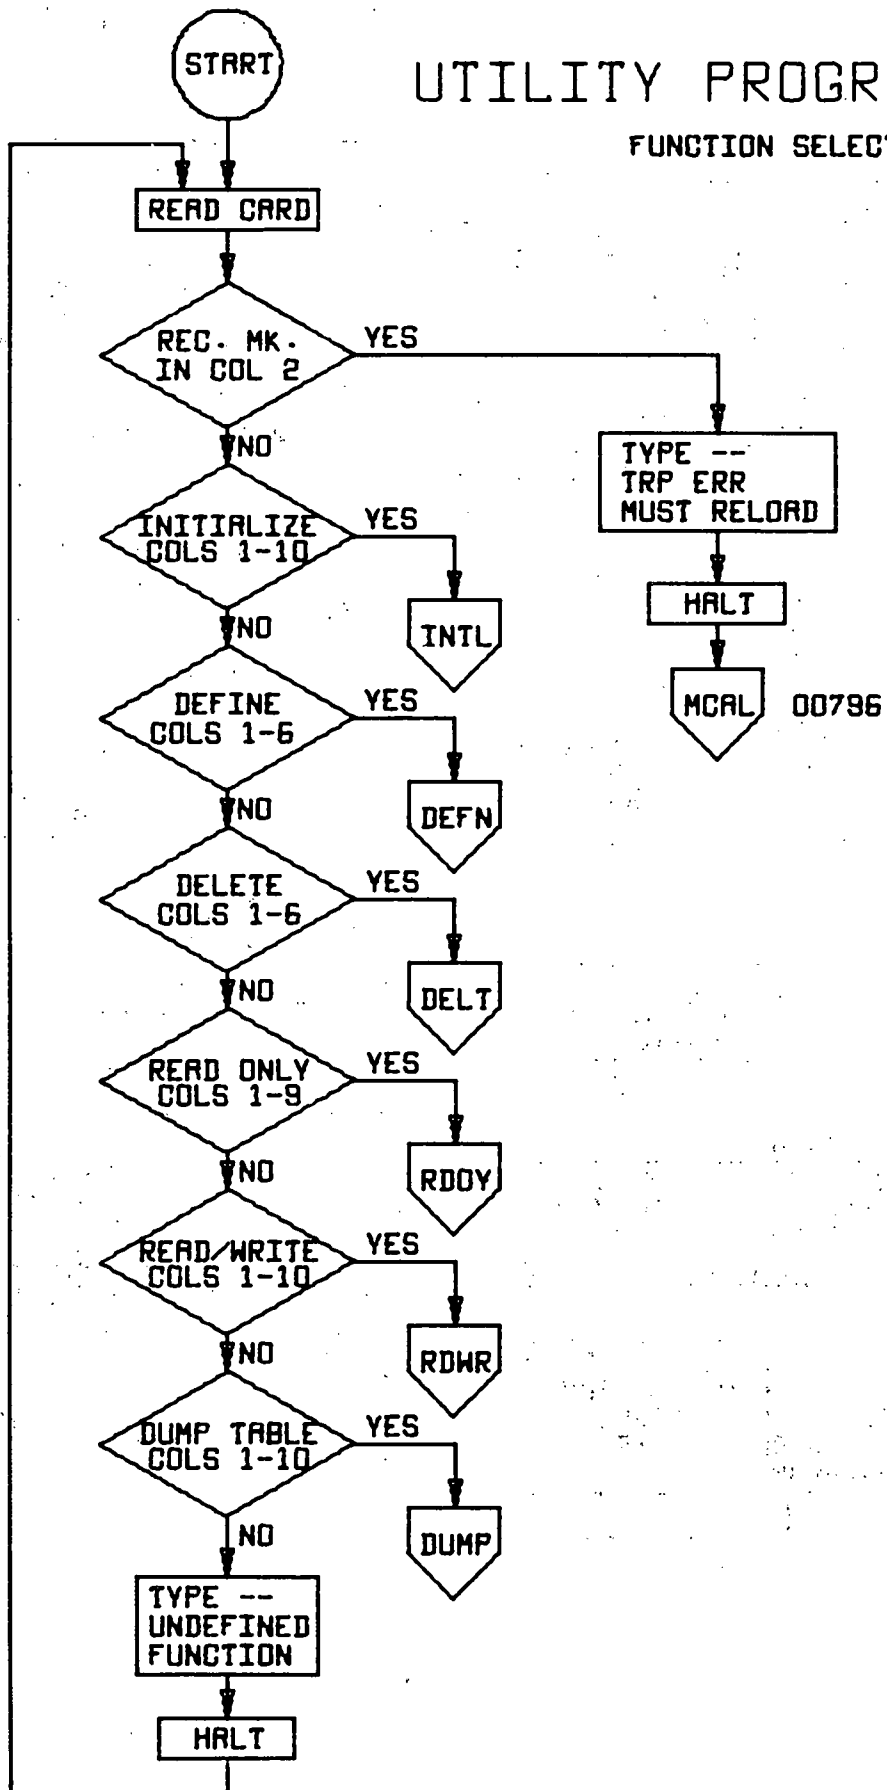 START
UTILITY PROGR
FUNCTION SELECT
READ CARD
REC. MK.
IN COL 2
YES
NO
TYPE --
TRP ERR
MUST RELOAD
INITIALIZE
COLS 1-10
YES
NO
INTL
HALT
DEFINE
COLS 1-6
YES
NO
MCAL 00796
DEFN
DELETE
COLS 1-6
YES
NO
DELT
READ ONLY
COLS 1-9
YES
NO
RDOY
READ/WRITE
COLS 1-10
YES
NO
RDWR
DUMP TABLE
COLS 1-10
YES
NO
DUMP
TYPE --
UNDEFINED
FUNCTION
HALT